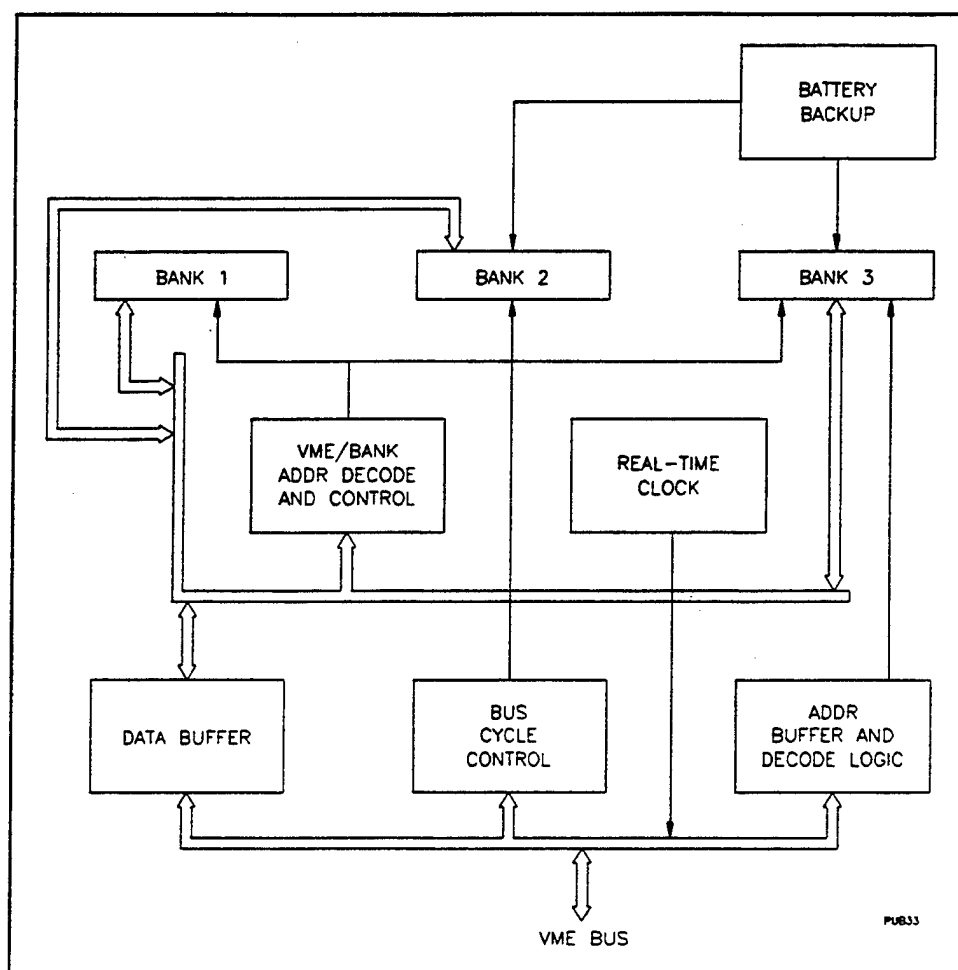 BATTERY
BACKUP
BANK 1
BANK 2
BANK 3
VME/BANK
ADDR DECODE
AND CONTROL
REAL-TIME
CLOCK
DATA BUFFER
BUS
CYCLE
CONTROL
ADDR
BUFFER AND
DECODE LOGIC
VME BUS
PUB33